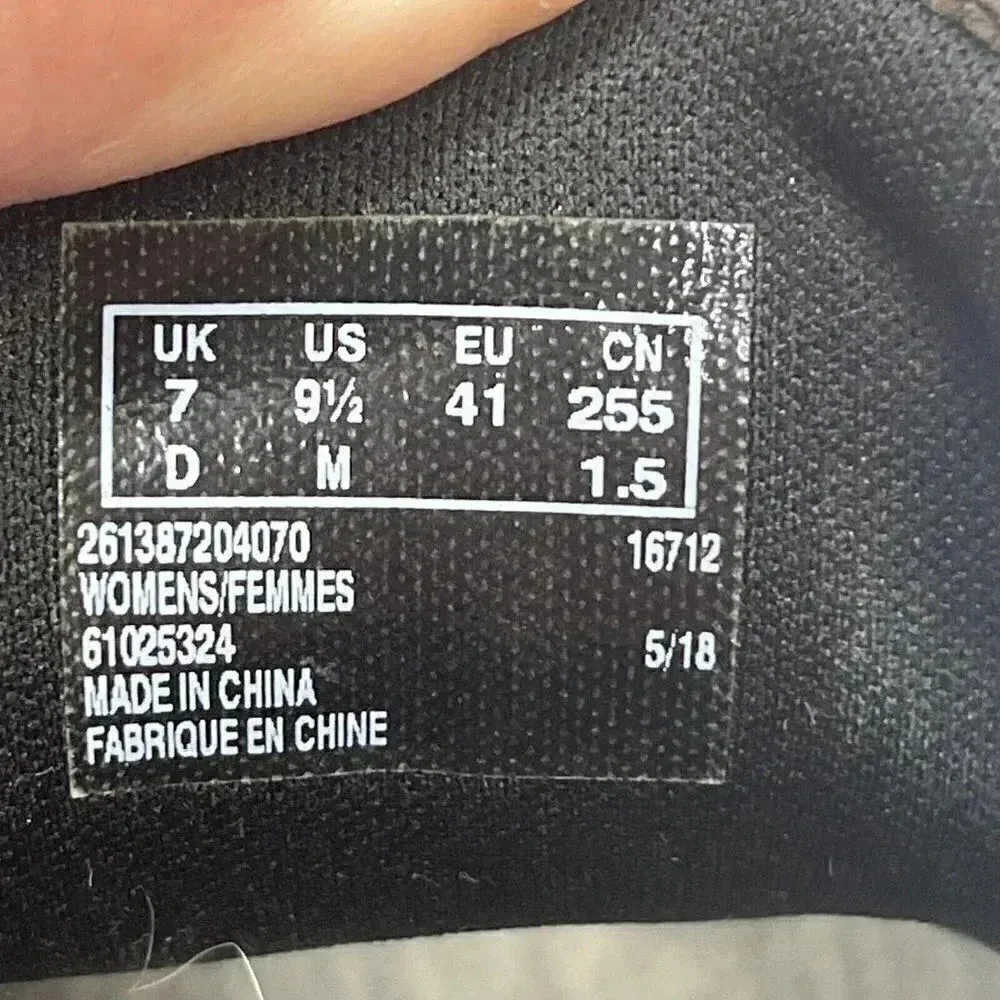 UK US EU CN
7 9½ 41 255
D M 1.5
261387204070 16712
WOMENS/FEMMES
61025324 5/18
MADE IN CHINA
FABRIQUE EN CHINE